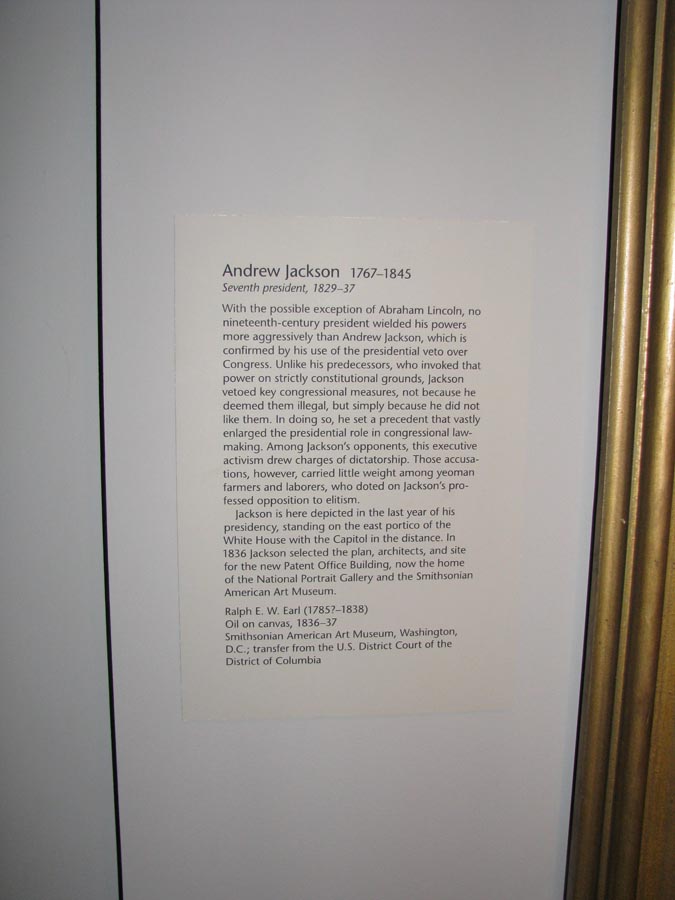 Andrew Jackson 1767–1845
Seventh president, 1829–37
With the possible exception of Abraham Lincoln, no
nineteenth-century president wielded his powers
more aggressively than Andrew Jackson, which is
confirmed by his use of the presidential veto over
Congress. Unlike his predecessors, who invoked that
power on strictly constitutional grounds, Jackson
vetoed key congressional measures, not because he
deemed them illegal, but simply because he did not
like them. In doing so, he set a precedent that vastly
enlarged the presidential role in congressional law-
making. Among Jackson's opponents, this executive
activism drew charges of dictatorship. Those accusa-
tions, however, carried little weight among yeoman
farmers and laborers, who doted on Jackson's pro-
fessed opposition to elitism.
Jackson is here depicted in the last year of his
presidency, standing on the east portico of the
White House with the Capitol in the distance. In
1836 Jackson selected the plan, architects, and site
for the new Patent Office Building, now the home
of the National Portrait Gallery and the Smithsonian
American Art Museum.
Ralph E. W. Earl (1785?–1838)
Oil on canvas, 1836–37
Smithsonian American Art Museum, Washington,
D.C.; transfer from the U.S. District Court of the
District of Columbia